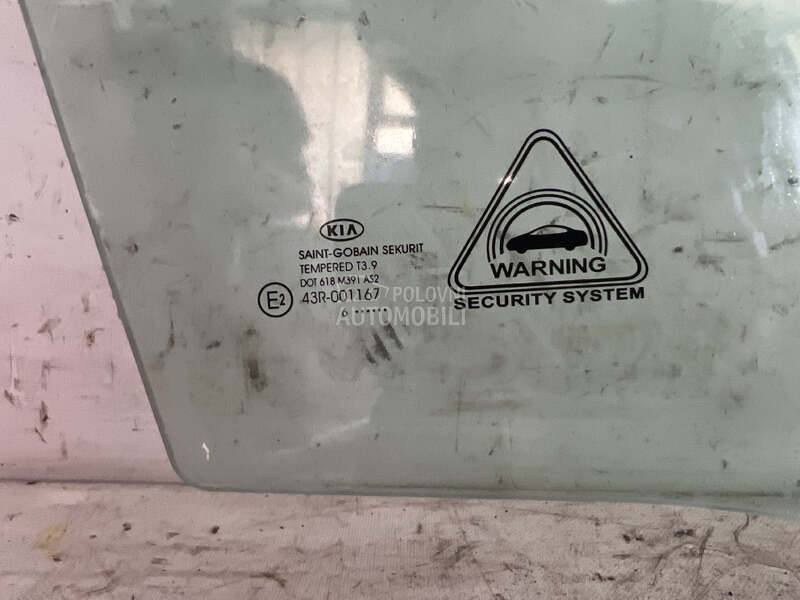 KIA
SAINT-GOBAIN SEKURIT
TEMPERED T3.9
DOT 618 M391 AS2
E2 43R-001167
6 ••••••
WARNING
SECURITY SYSTEM
POLOVNI
AUTOMOBILI